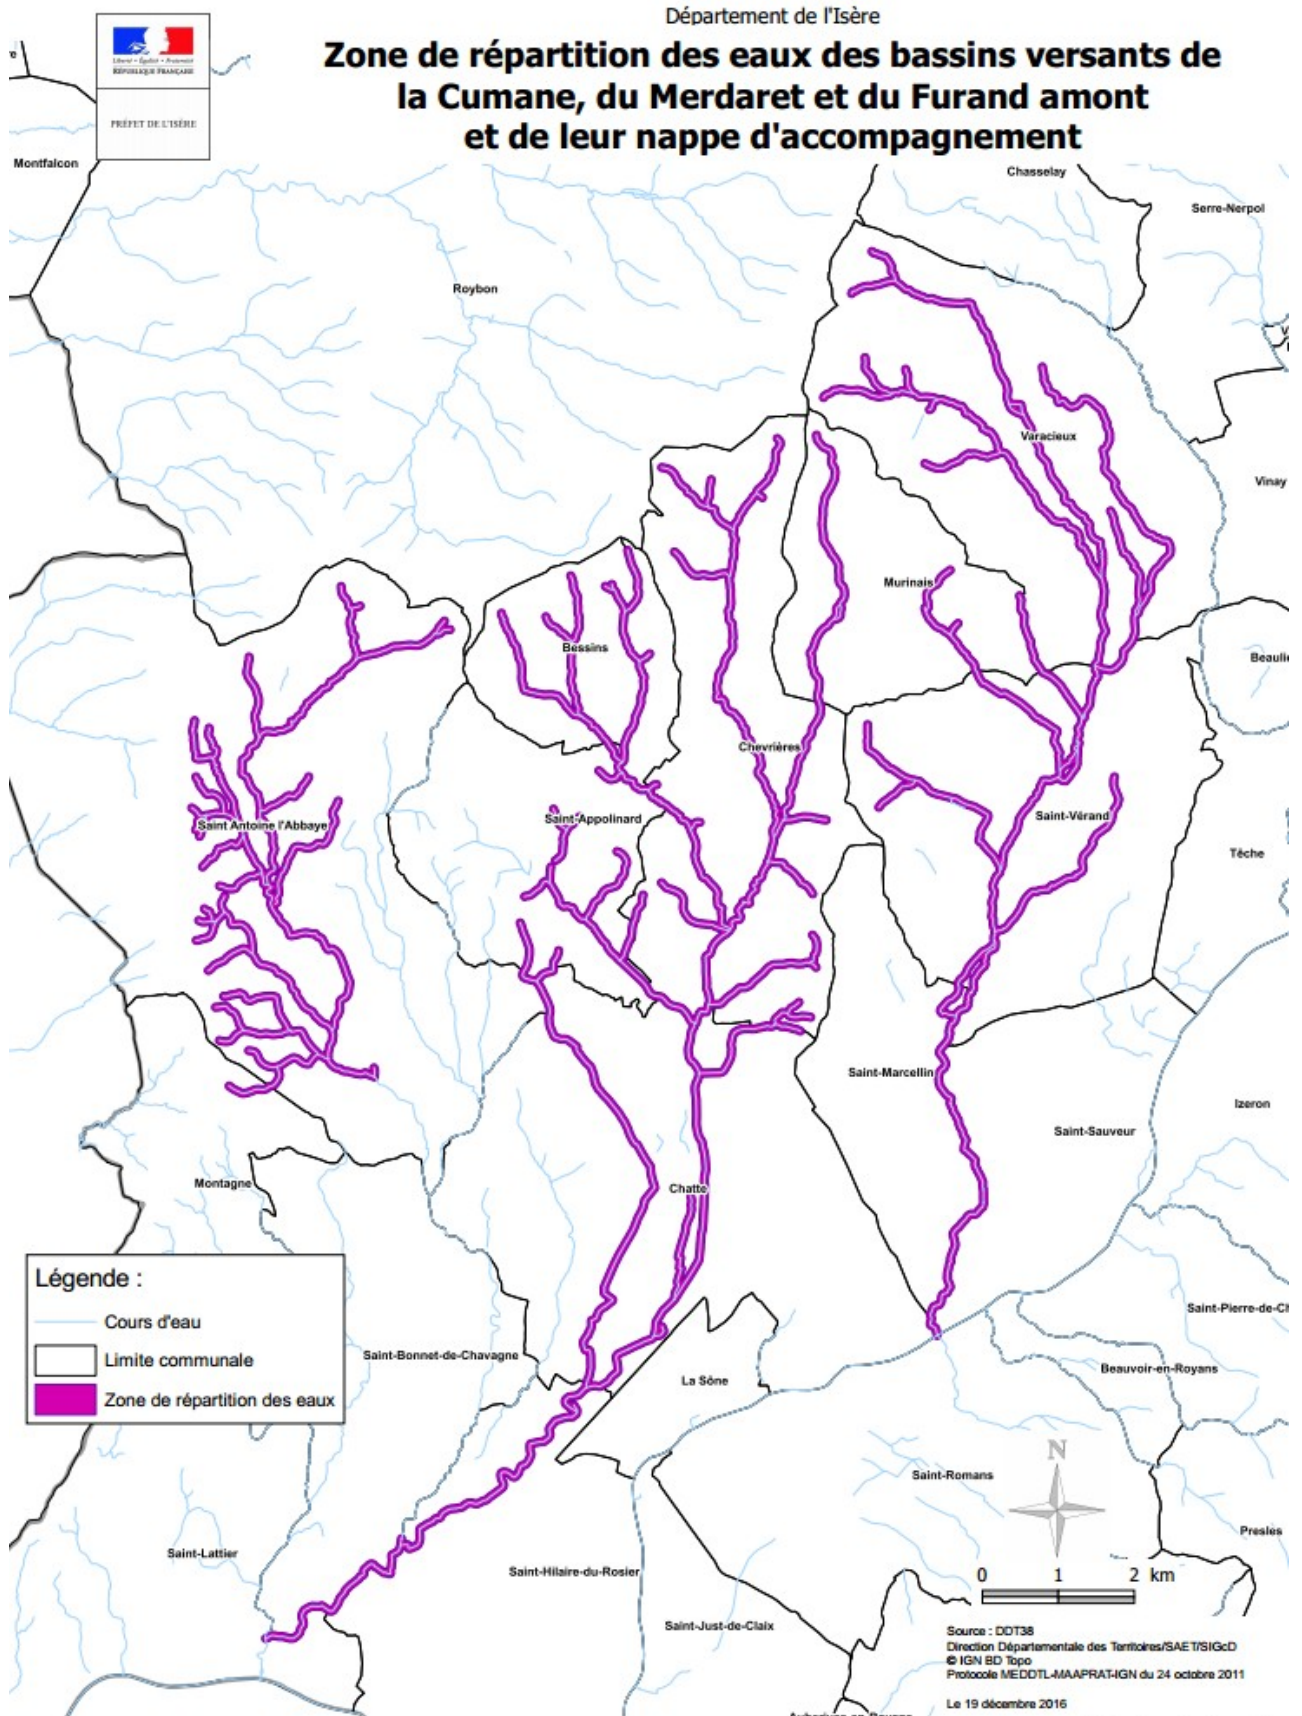 Département de l'Isère
Zone de répartition des eaux des bassins versants de
la Cumane, du Merdaret et du Furand amont
et de leur nappe d'accompagnement
Liberté • Égalité • Fraternité
RÉPUBLIQUE FRANÇAISE
PRÉFET DE L'ISÈRE
Montfalcon
Chasselay
Serre-Nerpol
Roybon
Varacieux
Vinay
Murinais
Bessins
Beaulie
Chevrières
Saint-Appolinard
Saint-Vérand
Saint Antoine l'Abbaye
Têche
Saint-Marcellin
Izeron
Saint-Sauveur
Montagne
Chatte
Légende :
Cours d'eau
Limite communale
Zone de répartition des eaux
Saint-Pierre-de-Ch
Saint-Bonnet-de-Chavagne
Beauvoir-en-Royans
La Sône
N
Saint-Romans
Presles
Saint-Lattier
Saint-Hilaire-du-Rosier
0 1 2 km
Saint-Just-de-Claix
Source : DDT38
Direction Départementale des Territoires/SAET/SIGcD
© IGN BD Topo
Protocole MEDDTL-MAAPRAT-IGN du 24 octobre 2011
Le 19 décembre 2016